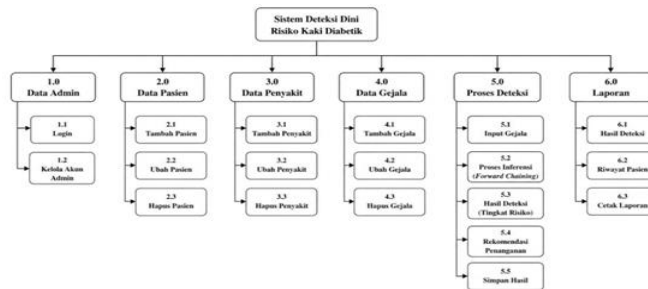 Sistem Deteksi Dini
Risiko Kaki Diabetik
1.0
Data Admin
2.0
Data Pasien
3.0
Data Penyakit
4.0
Data Gejala
5.0
Proses Deteksi
6.0
Laporan
1.1
Login
1.2
Kelola Akun
Admin
2.1
Tambah Pasien
2.2
Ubah Pasien
2.3
Hapus Pasien
3.1
Tambah Penyakit
3.2
Ubah Penyakit
3.3
Hapus Penyakit
4.1
Tambah Gejala
4.2
Ubah Gejala
4.3
Hapus Gejala
5.1
Input Gejala
5.2
Proses Inferensi
(Forward Chaining)
5.3
Hasil Deteksi
(Tingkat Risiko)
5.4
Rekomendasi
Penanganan
5.5
Simpan Hasil
6.1
Hasil Deteksi
6.2
Riwayat Pasien
6.3
Cetak Laporan